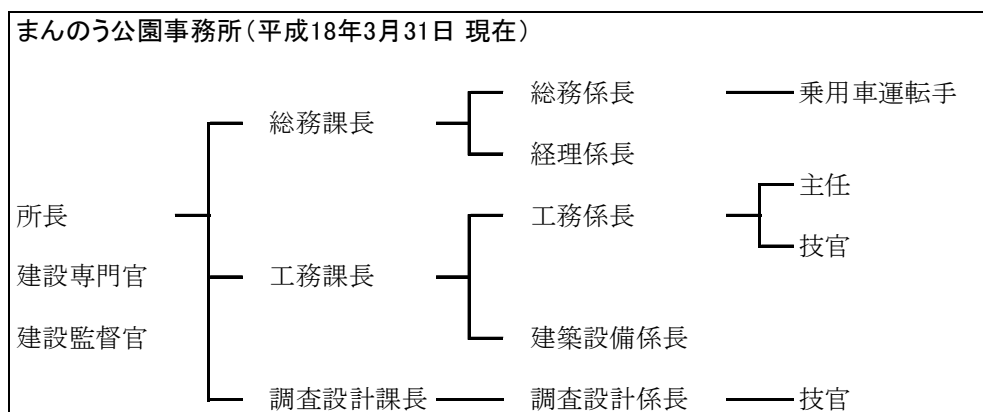 まんのう公園事務所(平成18年3月31日 現在)
総務係長 乗用車運転手
総務課長
経理係長
主任
所長 工務係長
技官
建設専門官 工務課長
建設監督官 建築設備係長
調査設計課長 調査設計係長 技官